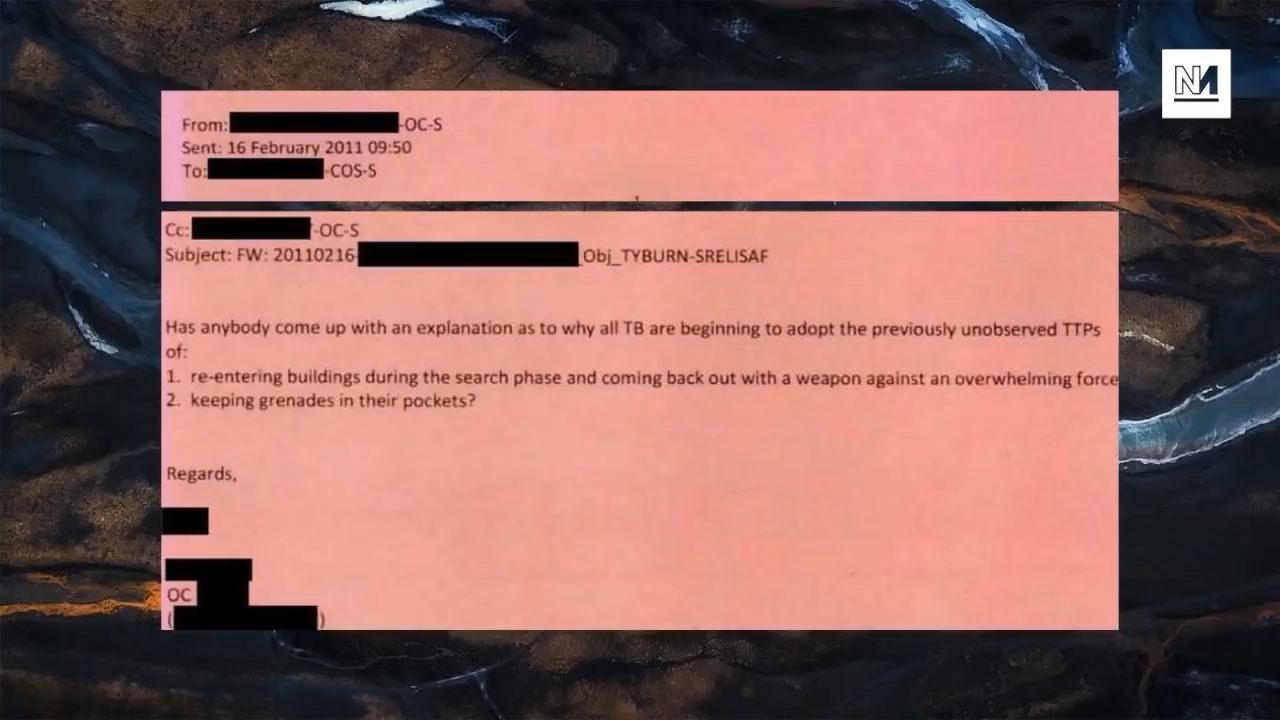 NM
From: -OC-S
Sent: 16 February 2011 09:50
To: -COS-S
Cc: -OC-S
Subject: FW: 20110216- _Obj_TYBURN-SRELISAF
Has anybody come up with an explanation as to why all TB are beginning to adopt the previously unobserved TTPs
of:
1. re-entering buildings during the search phase and coming back out with a weapon against an overwhelming force
2. keeping grenades in their pockets?
Regards,
OC
( )